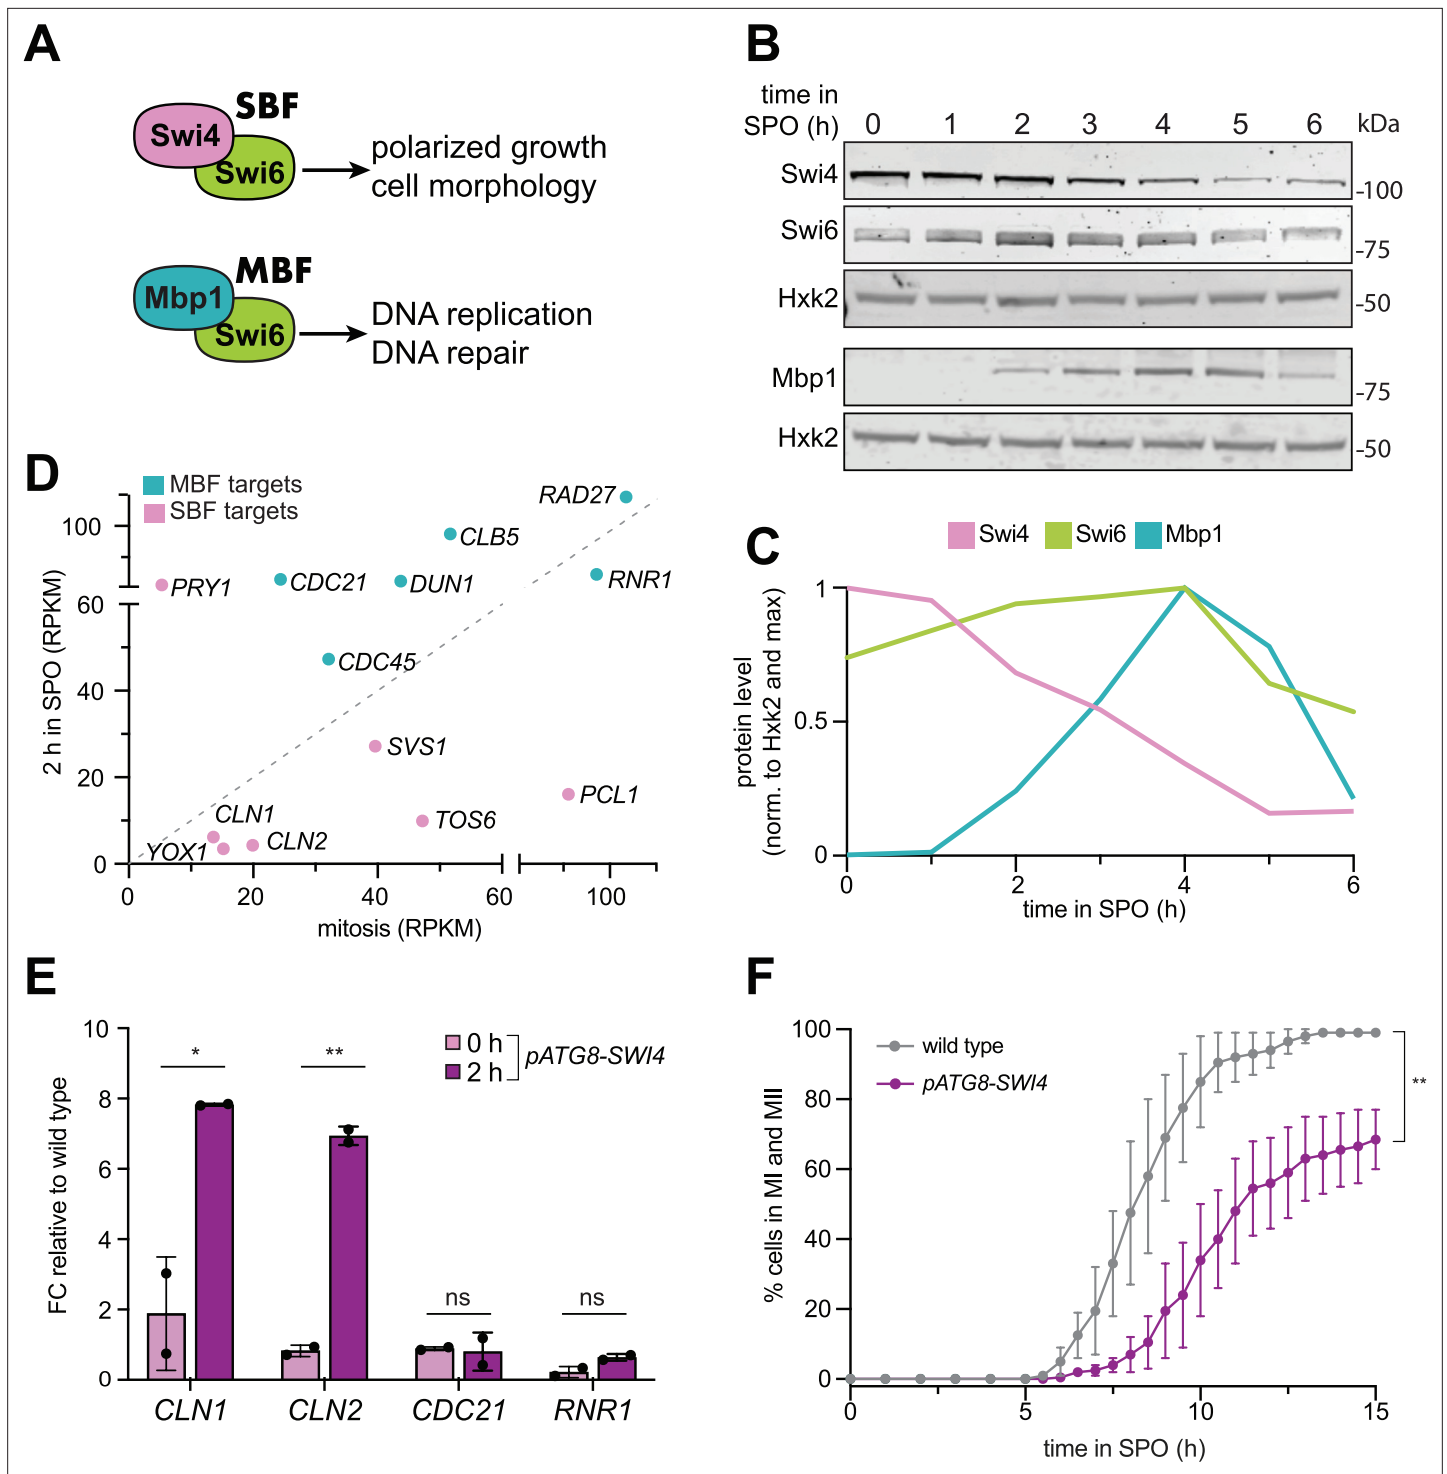 A
SBF
Swi4
Swi6
polarized growth
cell morphology
MBF
Mbp1
Swi6
DNA replication
DNA repair
B
time in
SPO (h) 0 1 2 3 4 5 6 kDa
Swi4 -100
Swi6 -75
Hxk2 -50
Mbp1 -75
Hxk2 -50
D
MBF targets
SBF targets
2 h in SPO (RPKM)
100
60
40
20
0
RAD27
CLB5
PRY1
CDC21
DUN1
RNR1
CDC45
SVS1
PCL1
TOS6
CLN1
CLN2
YOX1
0 20 40 60 100
mitosis (RPKM)
C
Swi4 Swi6 Mbp1
protein level
(norm. to Hxk2 and max)
1
0.5
0
0 2 4 6
time in SPO (h)
E
FC relative to wild type
10
8
6
4
2
0
0 h
2 h
pATG8-SWI4
* ** ns ns
CLN1 CLN2 CDC21 RNR1
F
% cells in MI and MII
100
80
60
40
20
0
wild type
pATG8-SWI4
**
0 5 10 15
time in SPO (h)